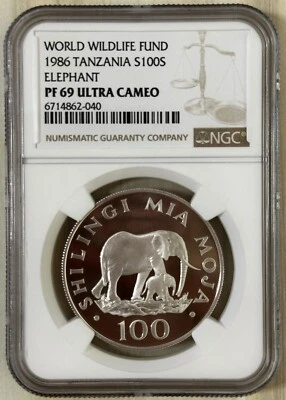 WORLD WILDLIFE FUND
1986 TANZANIA S100S
ELEPHANT
PF 69 ULTRA CAMEO
6714862-040
NUMISMATIC GUARANTY COMPANY
NGC®
·SHILINGI MIA MOJA·
100